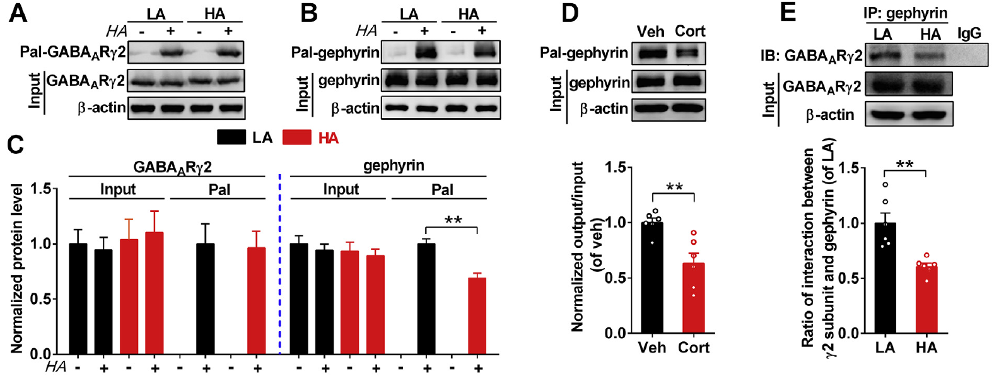 A
LA HA
HA - + - +
Pal-GABAARγ2
Input
GABAARγ2
β-actin
B
LA HA
HA - + - +
Pal-gephyrin
Input
gephyrin
β-actin
LA HA
C
GABAARγ2 gephyrin
Input Pal Input Pal
**
Normalized protein level
1.5
1.0
0.5
0.0
HA - + - + - + - + - + - + - + - +
D
Veh Cort
Pal-gephyrin
Input
gephyrin
β-actin
Normalized output/input
(of veh)
1.5
1.0
0.5
0.0
**
Veh Cort
E
IP: gephyrin
LA HA IgG
IB: GABAARγ2
Input
GABAARγ2
β-actin
Ratio of interaction between
γ2 subunit and gephyrin (of LA)
1.5
1.0
0.5
0.0
**
LA HA